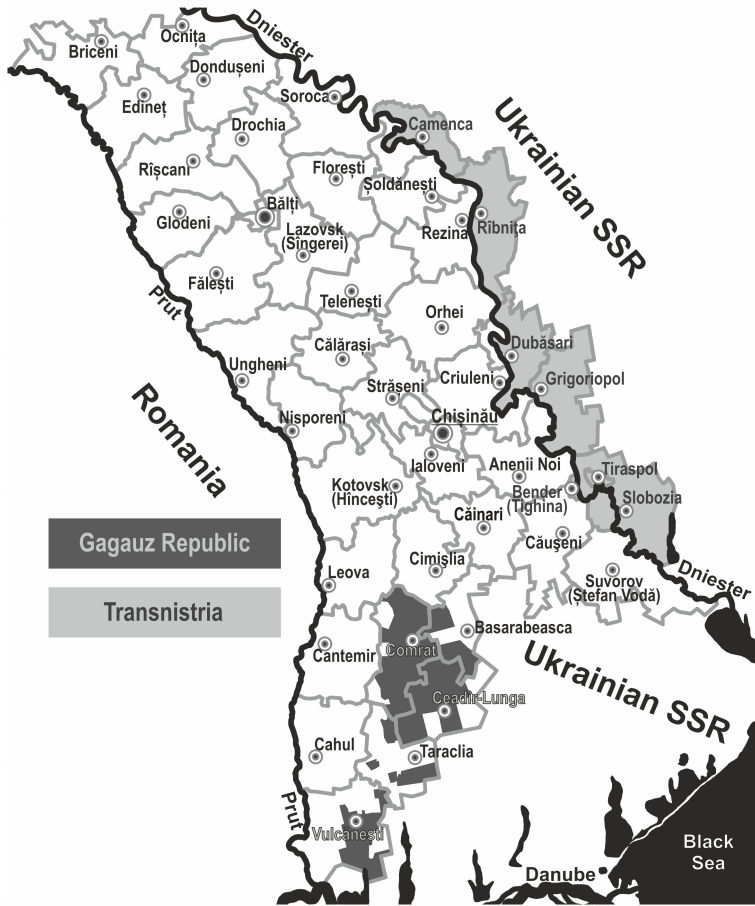 Ocnița
Briceni
Dniester
Dondușeni
Edineț
Soroca
Camenca
Drochia
Ukrainian SSR
Rîșcani
Florești
Șoldănești
Bălți
Glodeni
Rezina
Rîbnița
Lazovsk
(Sîngerei)
Fălești
Telenești
Prut
Orhei
Dubăsari
Călărași
Ungheni
Criuleni
Grigoriopol
Strășeni
Nisporeni
Chișinău
Romania
Ialoveni
Anenii Noi
Tiraspol
Kotovsk
(Hîncești)
Bender
(Tighina)
Slobozia
Căinari
Gagauz Republic
Căușeni
Cimișlia
Leova
Dniester
Suvorov
(Ștefan Vodă)
Transnistria
Basarabeasca
Comrat
Cantemir
Ukrainian SSR
Ceadîr-Lunga
Cahul
Taraclia
Prut
Vulcănești
Black
Sea
Danube